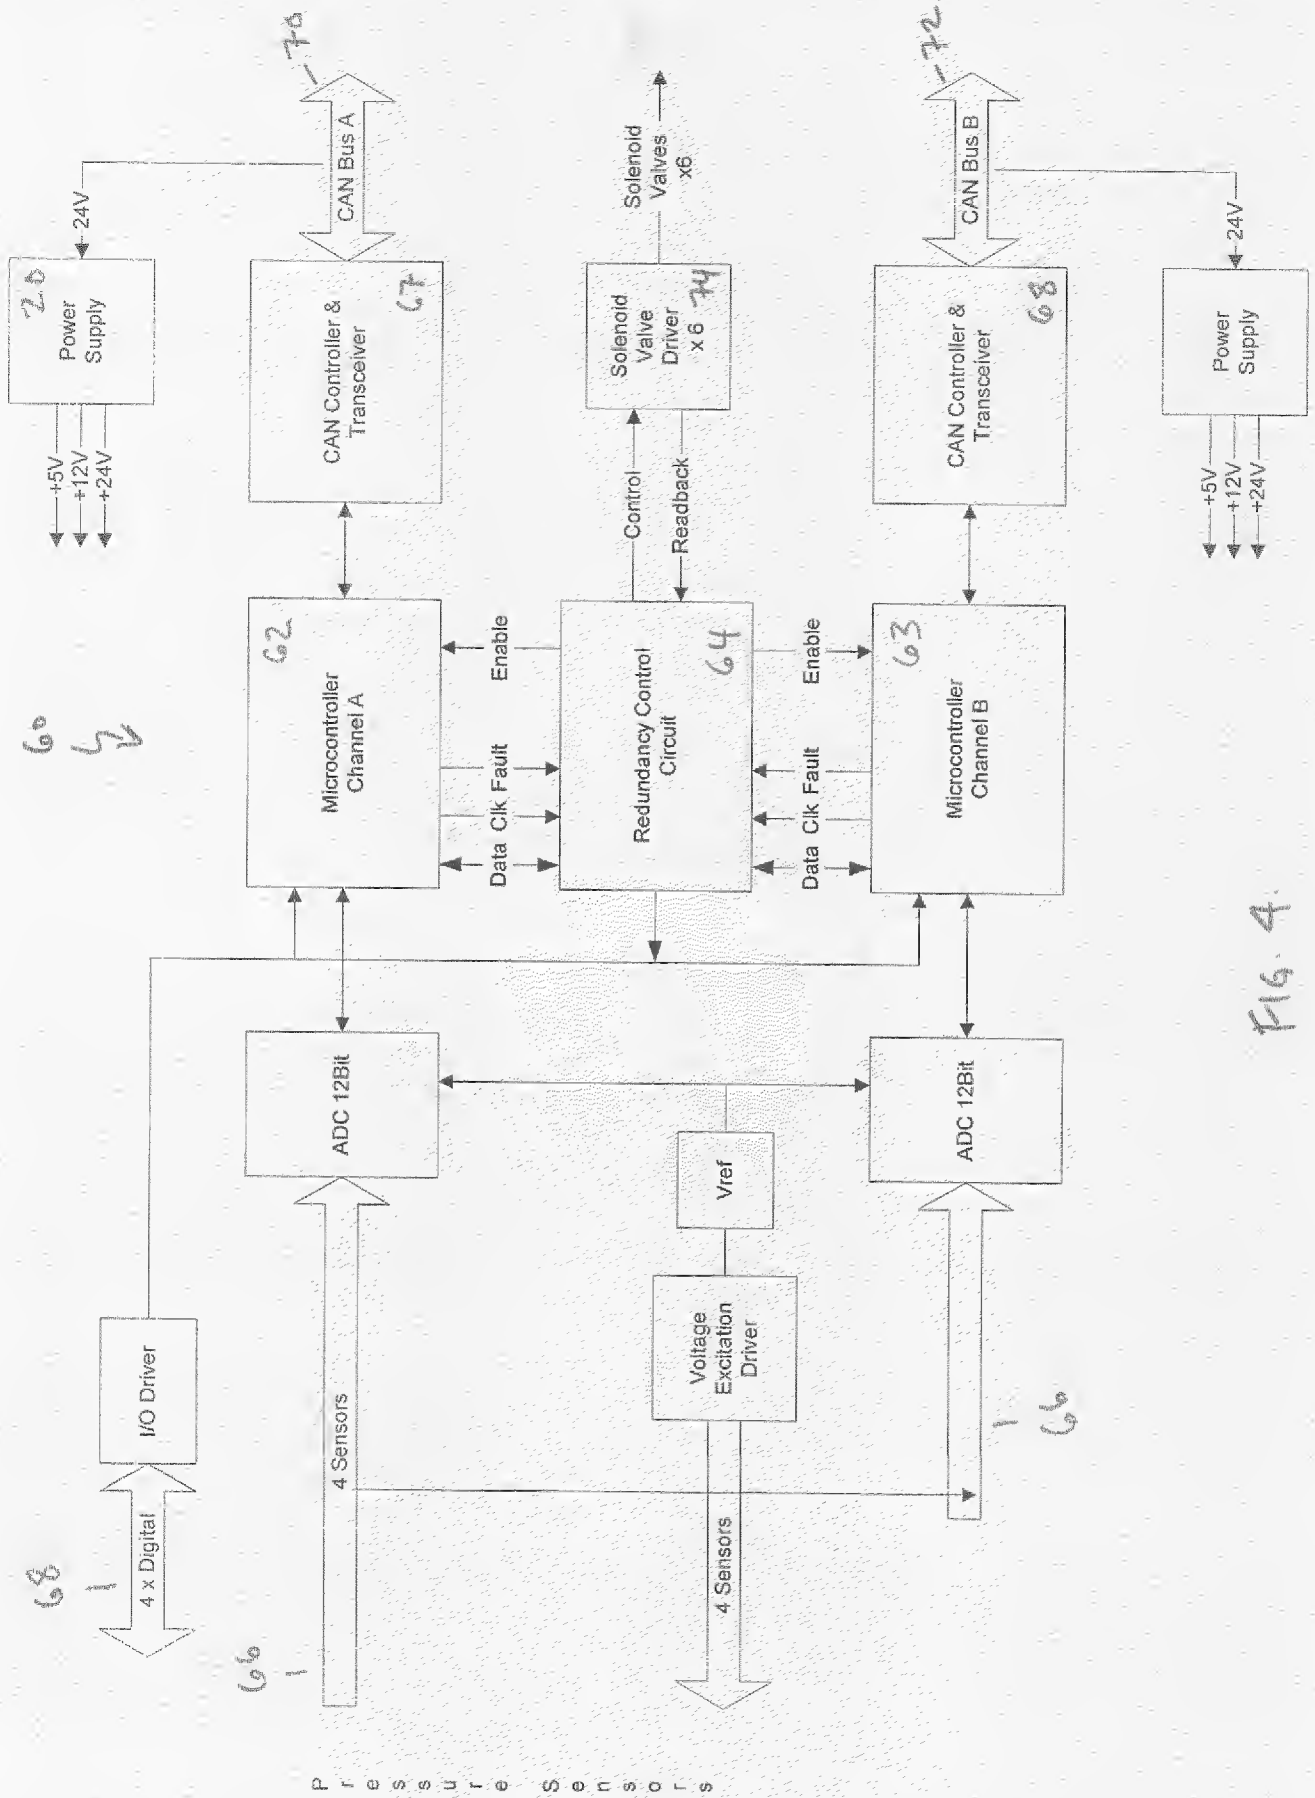 Pressure Sensors
68
4 x Digital
I/O Driver
66
4 Sensors
ADC 12Bit
4 Sensors
Voltage
Excitation
Driver
Vref
66
ADC 12Bit
60
62
Microcontroller
Channel A
Data
Clk
Fault
Enable
Redundancy Control
Circuit
64
Data
Clk
Fault
Enable
63
Microcontroller
Channel B
+5V
+12V
+24V
20
Power
Supply
24V
CAN Controller &
Transceiver
67
CAN Bus A
70
Control
Readback
Solenoid
Valve
Driver
x 6
74
Solenoid
Valves
x6
CAN Controller &
Transceiver
68
CAN Bus B
72
+5V
+12V
+24V
Power
Supply
24V
FIG. 4.